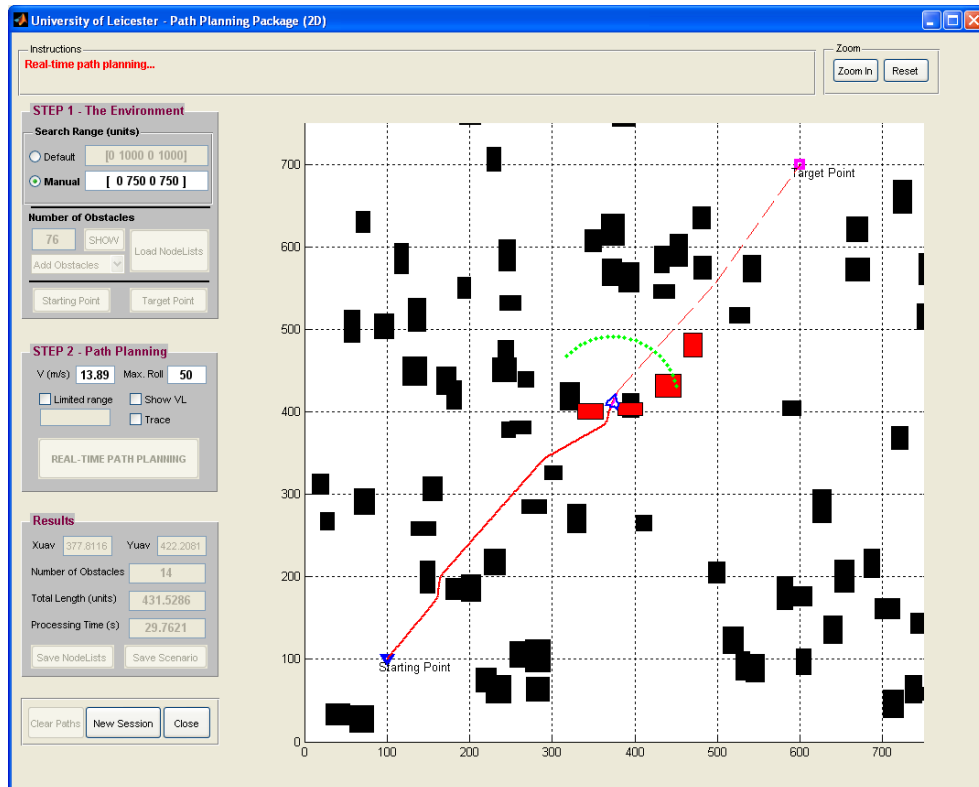 University of Leicester - Path Planning Package (2D)
Instructions
Real-time path planning...
Zoom
Zoom In
Reset
STEP 1 - The Environment
Search Range (units)
Default
[0 1000 0 1000]
Manual
[ 0 750 0 750 ]
Number of Obstacles
76
SHOW
Load NodeLists
Add Obstacles
Starting Point
Target Point
STEP 2 - Path Planning
V (m/s)
13.89
Max. Roll
50
Limited range
Show VL
Trace
REAL-TIME PATH PLANNING
Results
Xuav
377.8116
Yuav
422.2081
Number of Obstacles
14
Total Length (units)
431.5286
Processing Time (s)
29.7621
Save NodeLists
Save Scenario
Clear Paths
New Session
Close
700
600
500
400
300
200
100
0
0
100
200
300
400
500
600
700
Target Point
Starting Point